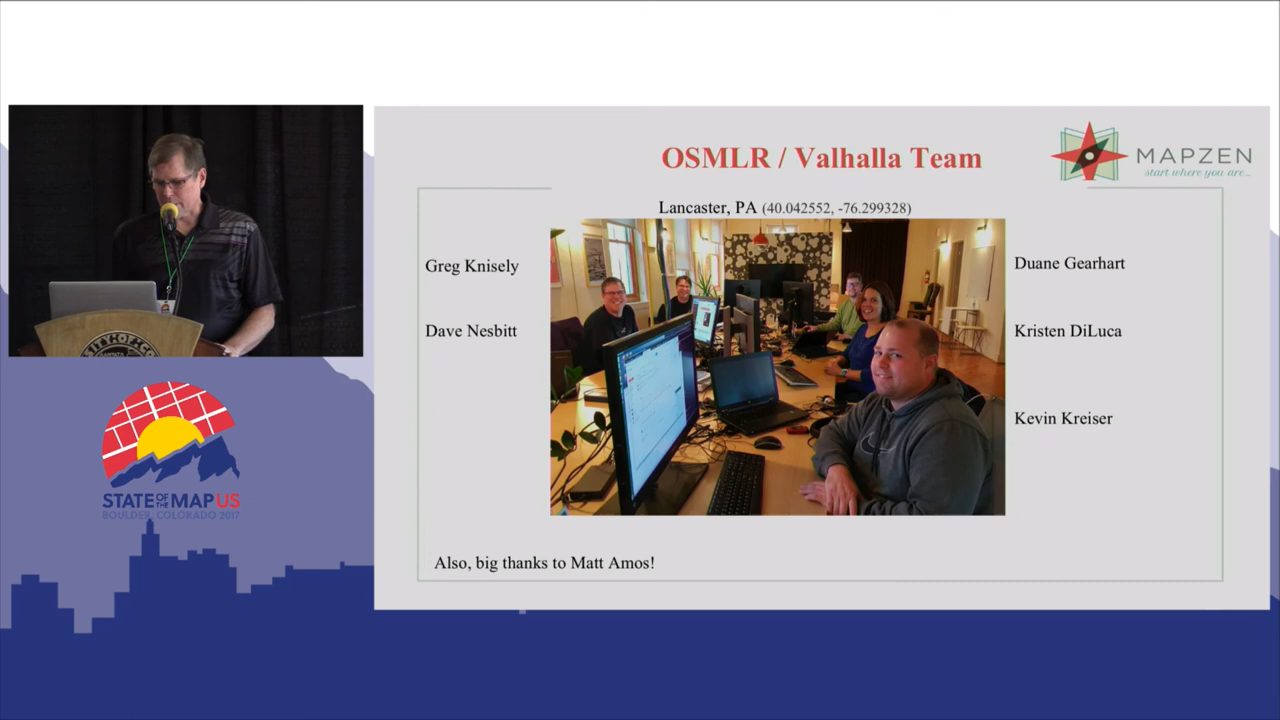 OSMLR / Valhalla Team
MAPZEN
start where you are...
Lancaster, PA (40.042552, -76.299328)
Greg Knisely
Duane Gearhart
Dave Nesbitt
Kristen DiLuca
Kevin Kreiser
Also, big thanks to Matt Amos!
STATE OF THE MAP US
BOULDER, COLORADO 2017